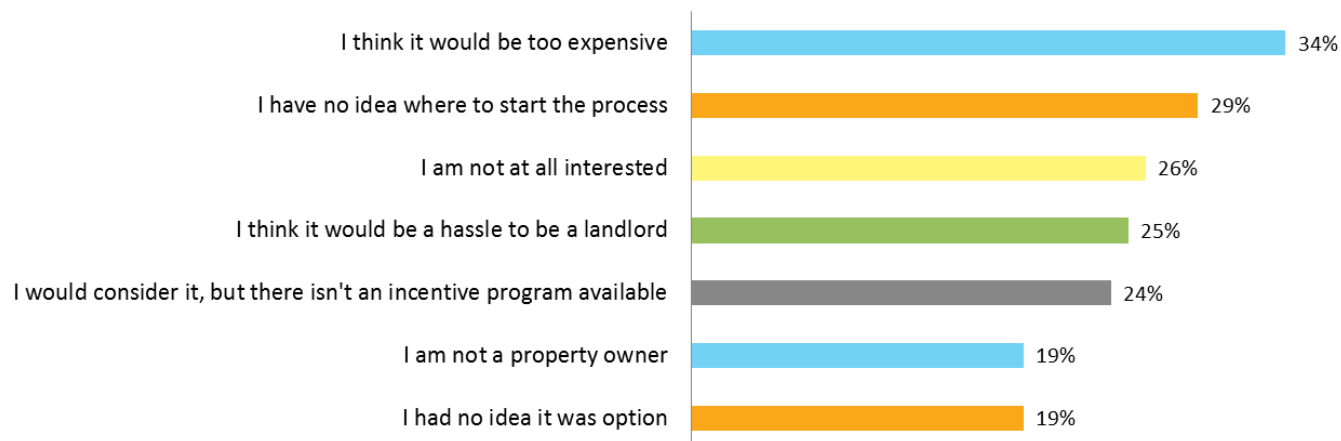 I think it would be too expensive 34%
I have no idea where to start the process 29%
I am not at all interested 26%
I think it would be a hassle to be a landlord 25%
I would consider it, but there isn't an incentive program available 24%
I am not a property owner 19%
I had no idea it was option 19%